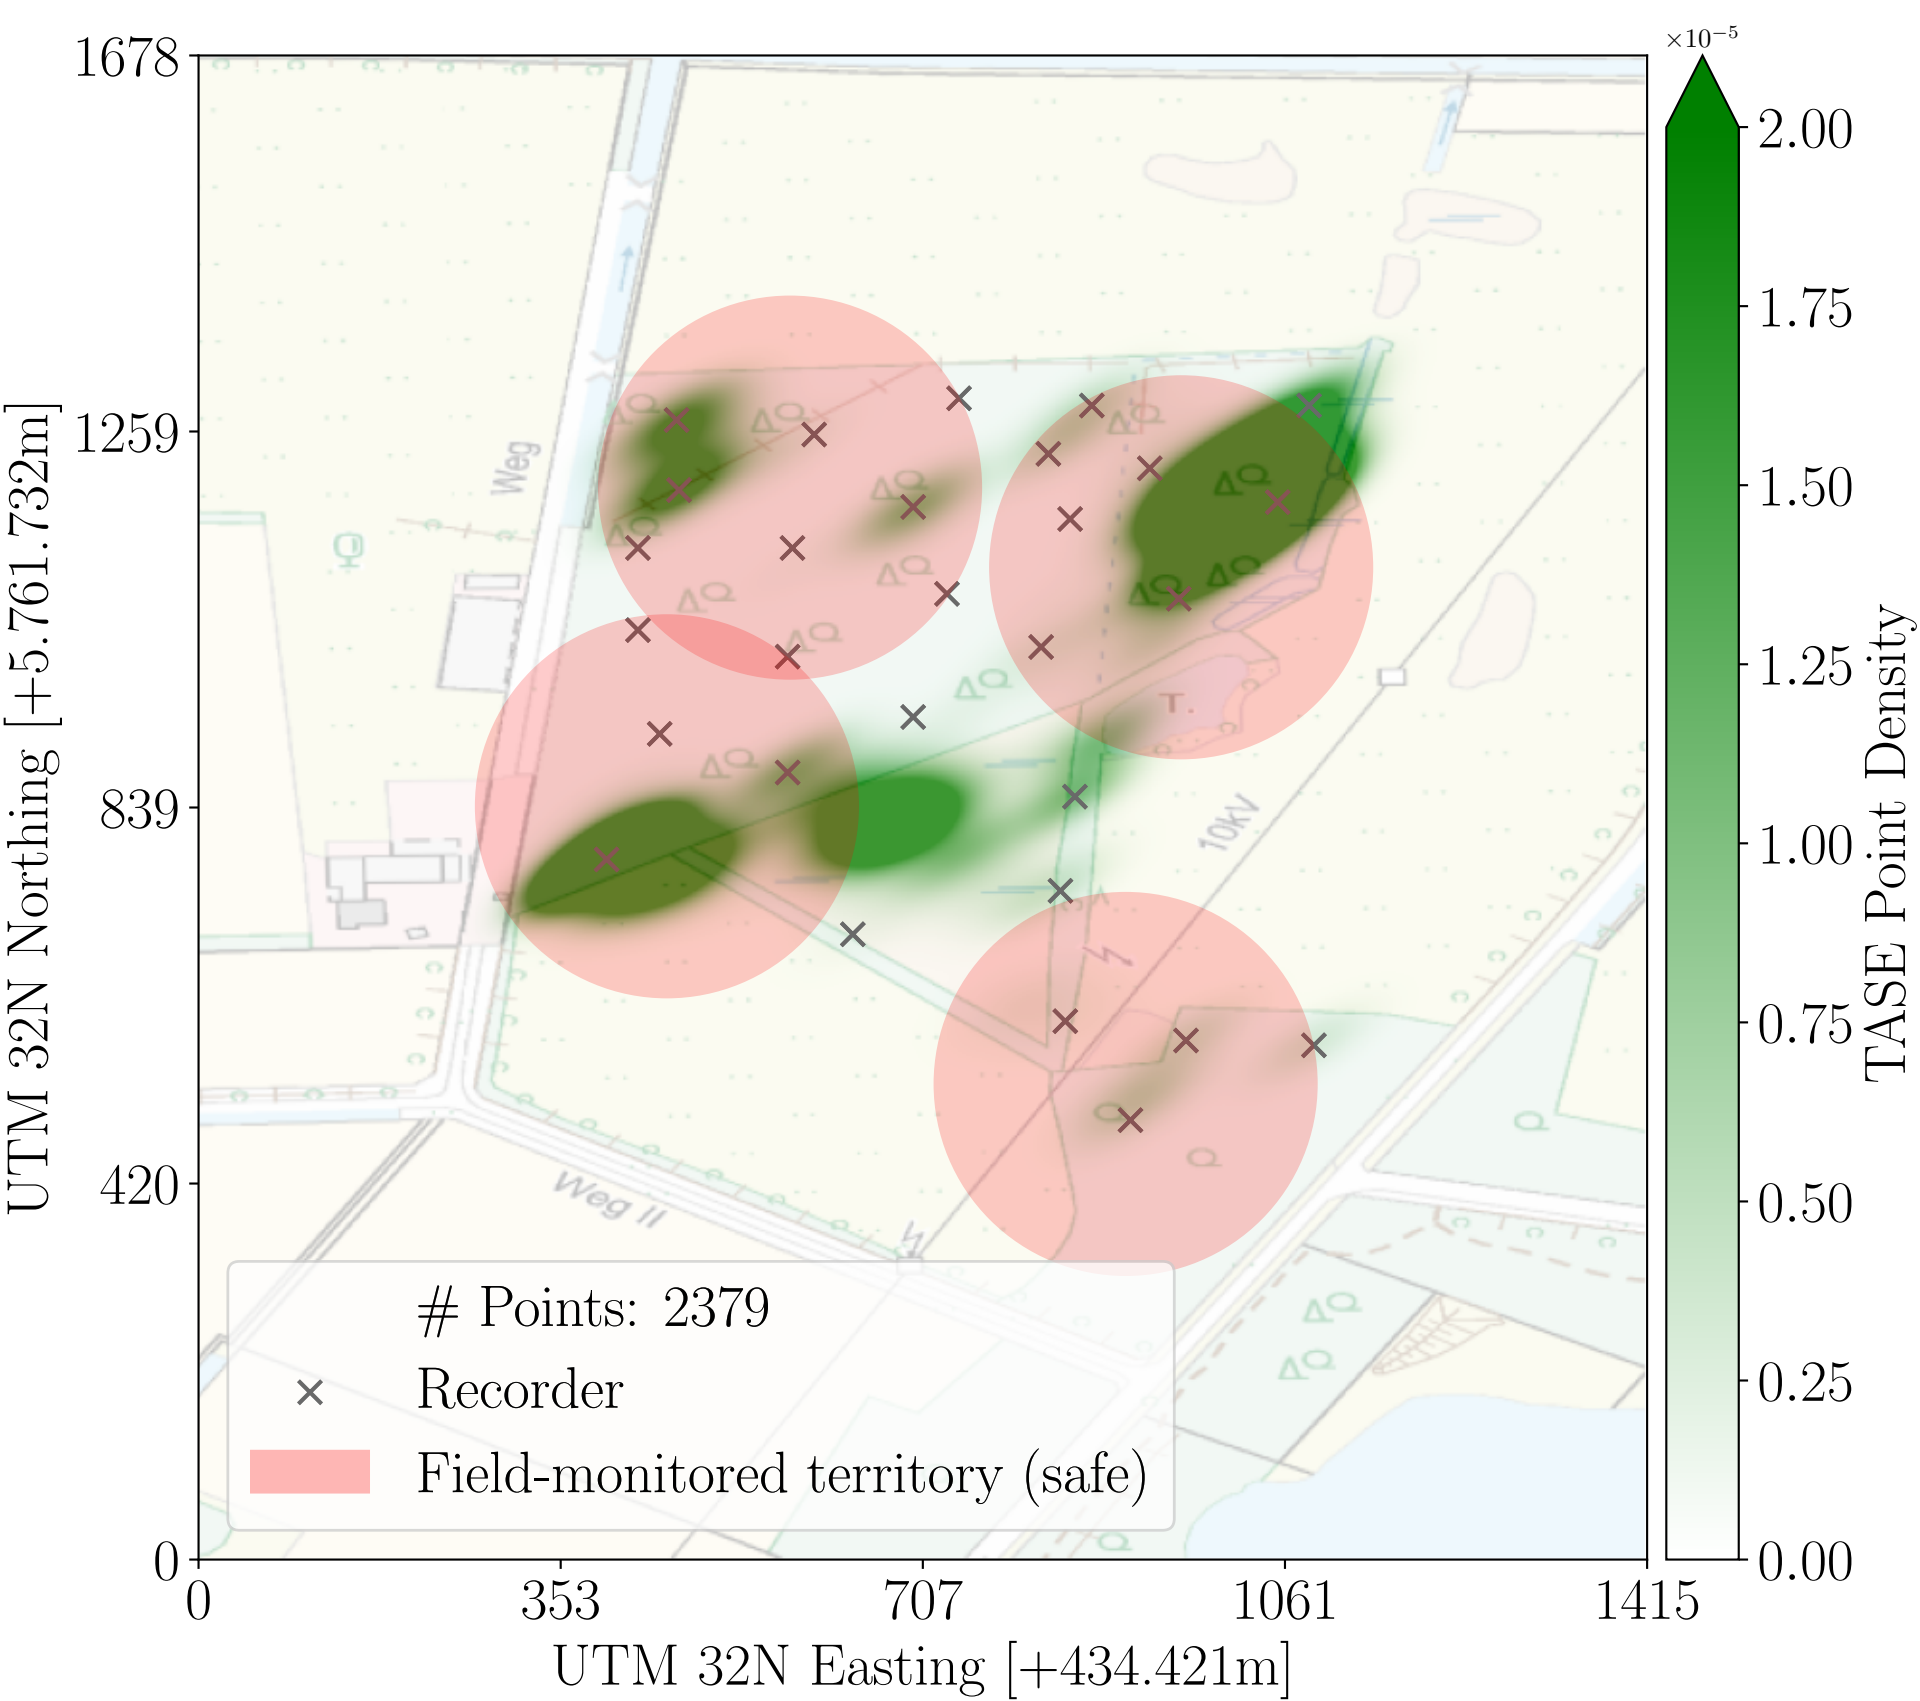 ×10⁻⁵
1678
1259
839
420
0
UTM 32N Northing [+5.761.732m]
Weg
T.
10kV
Weg II
# Points: 2379
Recorder
Field-monitored territory (safe)
0
353
707
1061
1415
UTM 32N Easting [+434.421m]
2.00
1.75
1.50
1.25
1.00
0.75
0.50
0.25
0.00
TASE Point Density